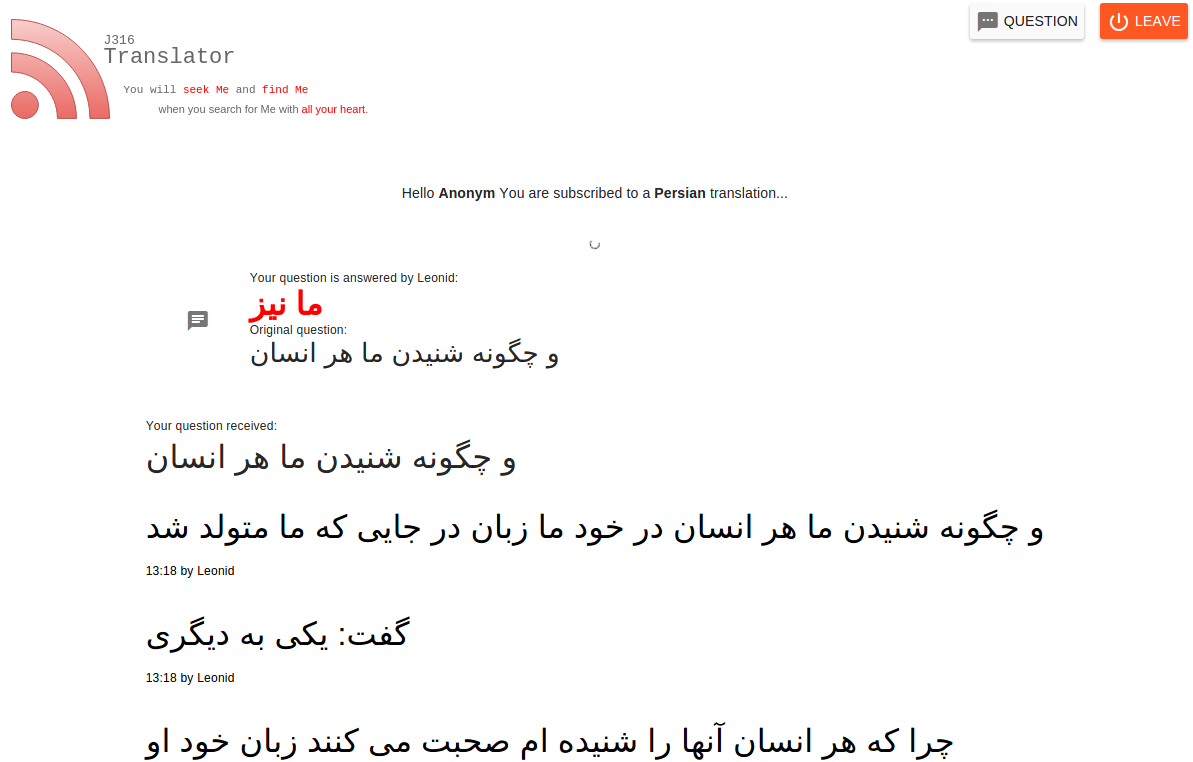 QUESTION
LEAVE
J316
Translator
You will seek Me and find Me
when you search for Me with all your heart.
Hello Anonym You are subscribed to a Persian translation...
Your question is answered by Leonid:
ما نیز
Original question:
و چگونه شنیدن ما هر انسان
Your question received:
و چگونه شنیدن ما هر انسان
و چگونه شنیدن ما هر انسان در خود ما زبان در جایی که ما متولد شد
13:18 by Leonid
گفت: یکی به دیگری
13:18 by Leonid
چرا که هر انسان آنها را شنیده ام صحبت می کنند زبان خود او